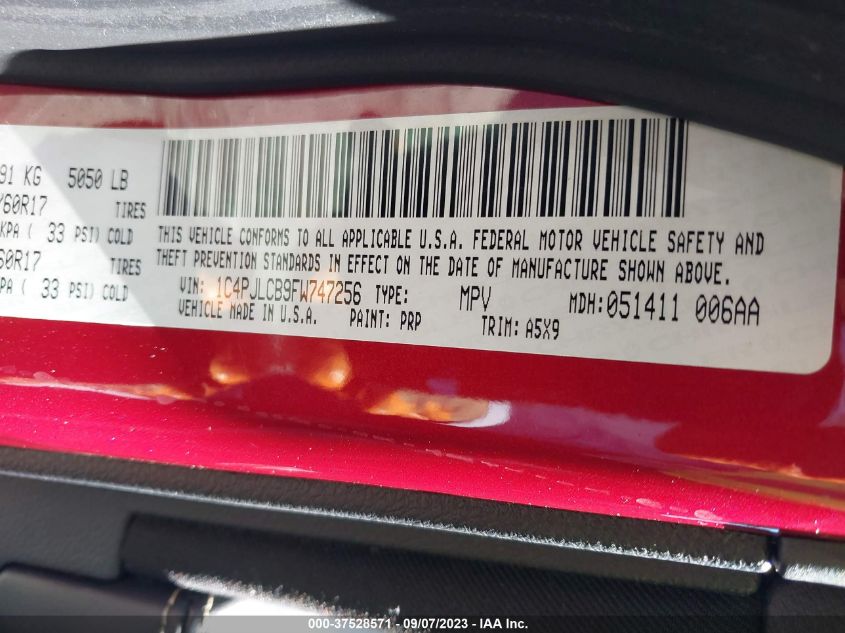 91 KG 5050 LB
60R17 TIRES
KPA ( 33 PSI) COLD
60R17 TIRES
KPA ( 33 PSI) COLD
THIS VEHICLE CONFORMS TO ALL APPLICABLE U.S.A. FEDERAL MOTOR VEHICLE SAFETY AND
THEFT PREVENTION STANDARDS IN EFFECT ON THE DATE OF MANUFACTURE SHOWN ABOVE.
VIN: 1C4PJLCB9FW747256 TYPE: MPV MDH:051411 006AA
VEHICLE MADE IN U.S.A. PAINT: PRP TRIM: A5X9
000-37528571 - 09/07/2023 - IAA Inc.